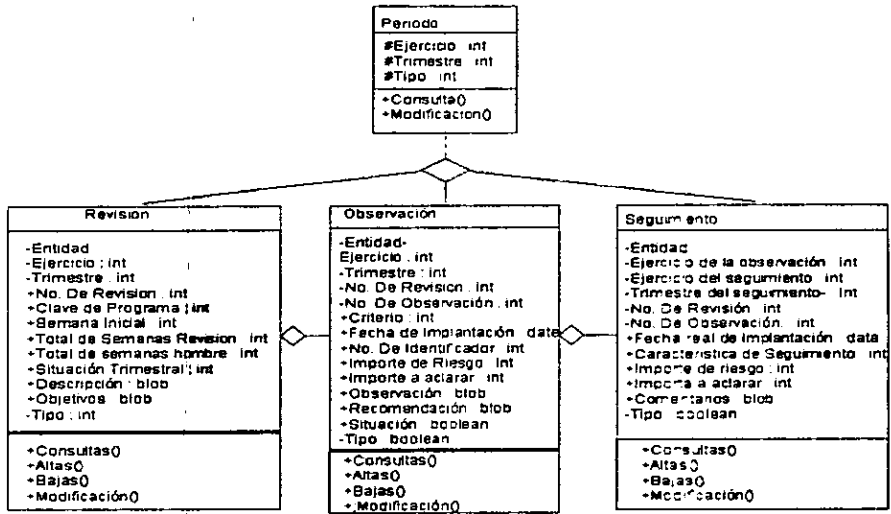 Periodo
#Ejercicio int
#Trimestre int
#Tipo int
+Consulta()
+Modificacion()
Revision
-Entidad
-Ejercicio : int
-Trimestre : int
+No. De Revision : int
+Clave de Programa : int
+Semana Inicial int
+Total de Semanas Revision int
+Total de semanas hombre int
+Situación Trimestral : int
+Descripción : blob
+Objetivos blob
-Tipo : int
+Consultas()
+Altas()
+Bajas()
+Modificación()
Observación
-Entidad-
Ejercicio : int
-Trimestre : int
-No. De Revision : int
-No. De Observación : int
+Criterio : int
+Fecha de Implantación date
+No. De Identificador int
+Importe de Riesgo : int
+Importe a aclarar int
+Observación blob
+Recomendación blob
+Situación boolean
-Tipo boolean
+Consultas()
+Altas()
+Bajas()
+Modificación()
Seguimiento
-Entidad
-Ejercicio de la observación int
-Ejercicio del seguimiento int
-Trimestre del seguimiento- int
-No. De Revisión int
-No. De Observación. int
+Fecha real de Implantación data
+Caracteristica de Seguimiento int
+Importe de riesgo : int
+Importa a aclarar int
+Comentarios blob
-Tipo boolean
+Consultas()
+Altas()
+Bajas()
+Modificación()